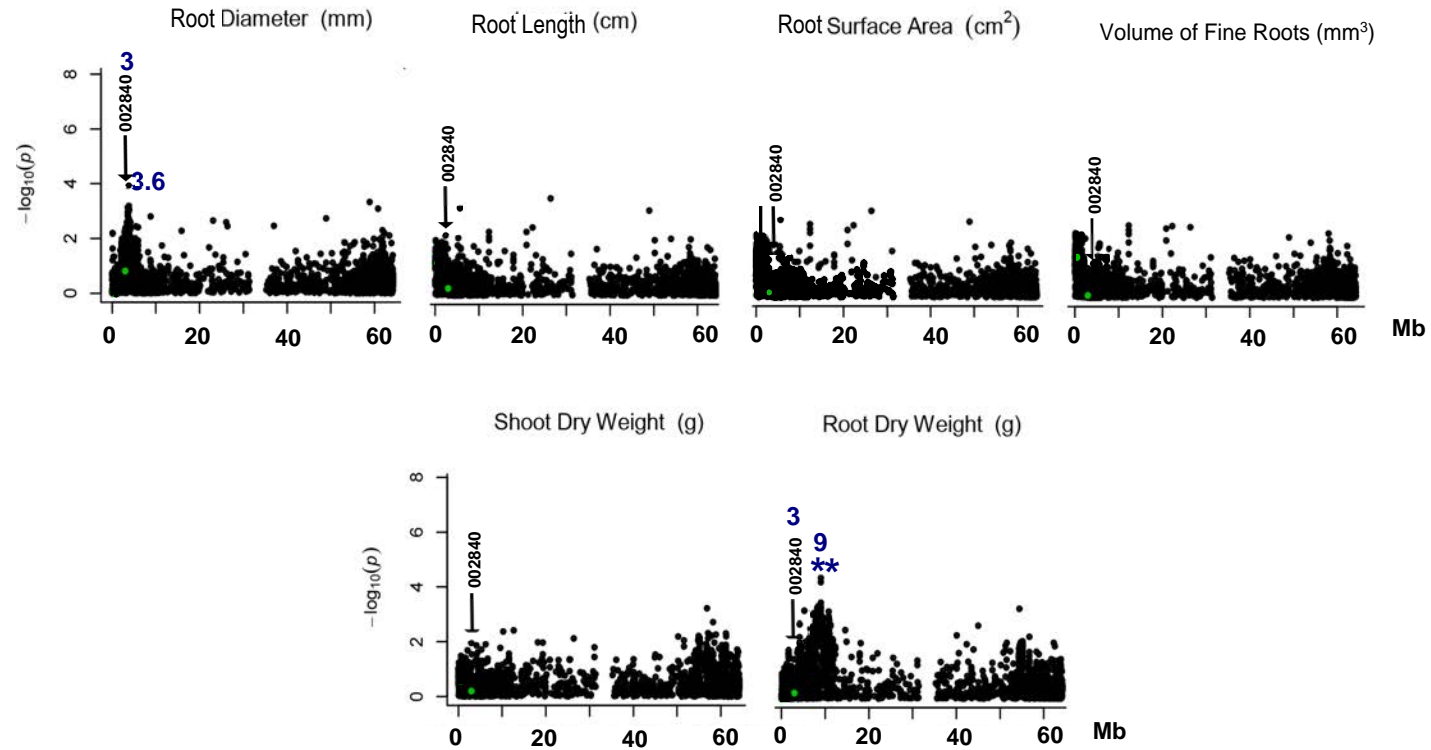 Root Diameter (mm)
Root Length (cm)
Root Surface Area (cm²)
Volume of Fine Roots (mm³)
3
8
6
4
2
0
−log₁₀(p)
002840
3.6
002840
002840
002840
0 20 40 60
0 20 40 60
0 20 40 60
0 20 40 60 Mb
Shoot Dry Weight (g)
Root Dry Weight (g)
8
6
4
2
0
−log₁₀(p)
002840
3
002840
9
**
0 20 40 60
0 20 40 60 Mb